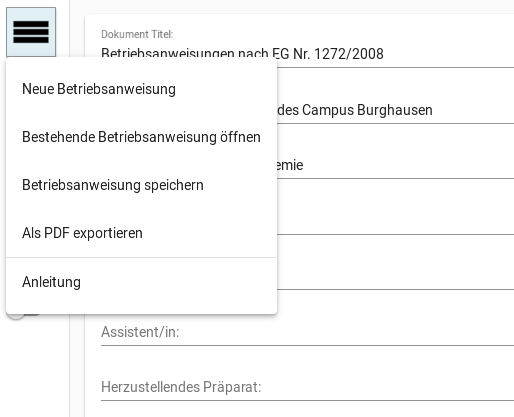 Dokument Titel:
Betriebsanweisungen nach EG Nr. 1272/2008
Neue Betriebsanweisung
des Campus Burghausen
Bestehende Betriebsanweisung öffnen
emie
Betriebsanweisung speichern
Als PDF exportieren
Anleitung
Assistent/in:
Herzustellendes Präparat: